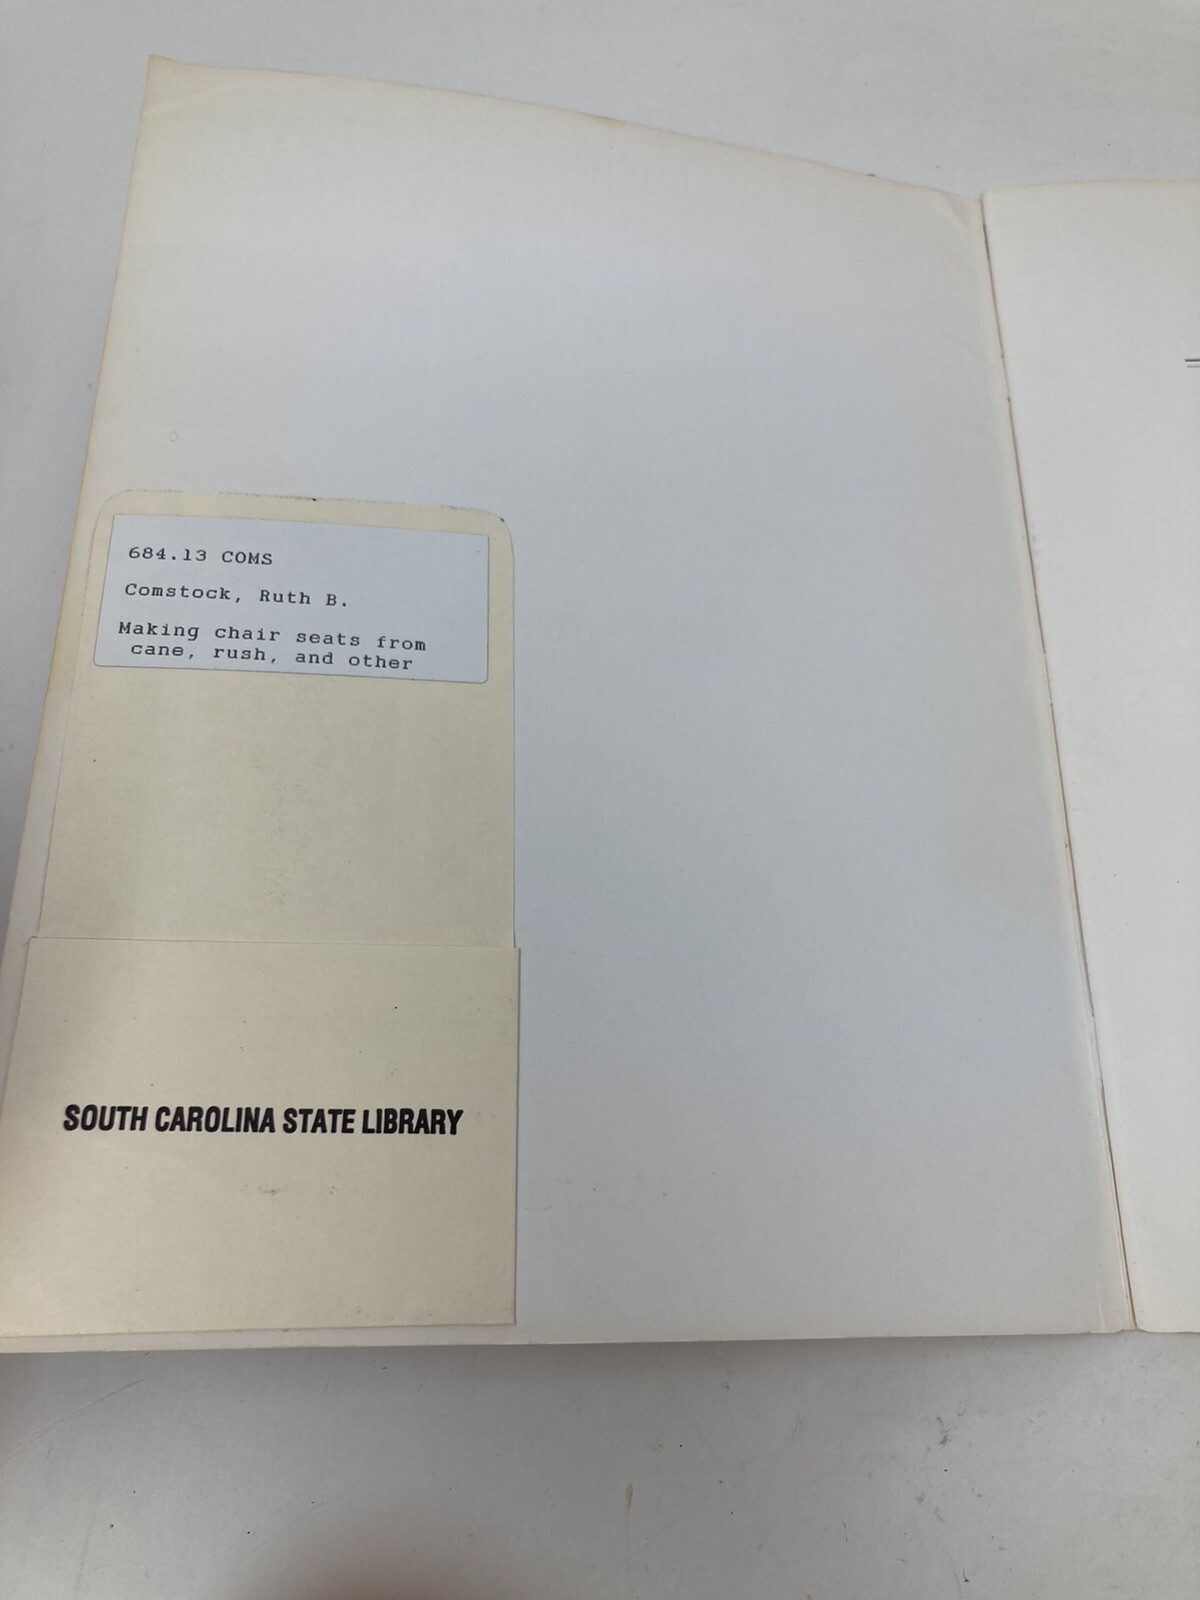 684.13 COMS
Comstock, Ruth B.
Making chair seats from
cane, rush, and other
SOUTH CAROLINA STATE LIBRARY